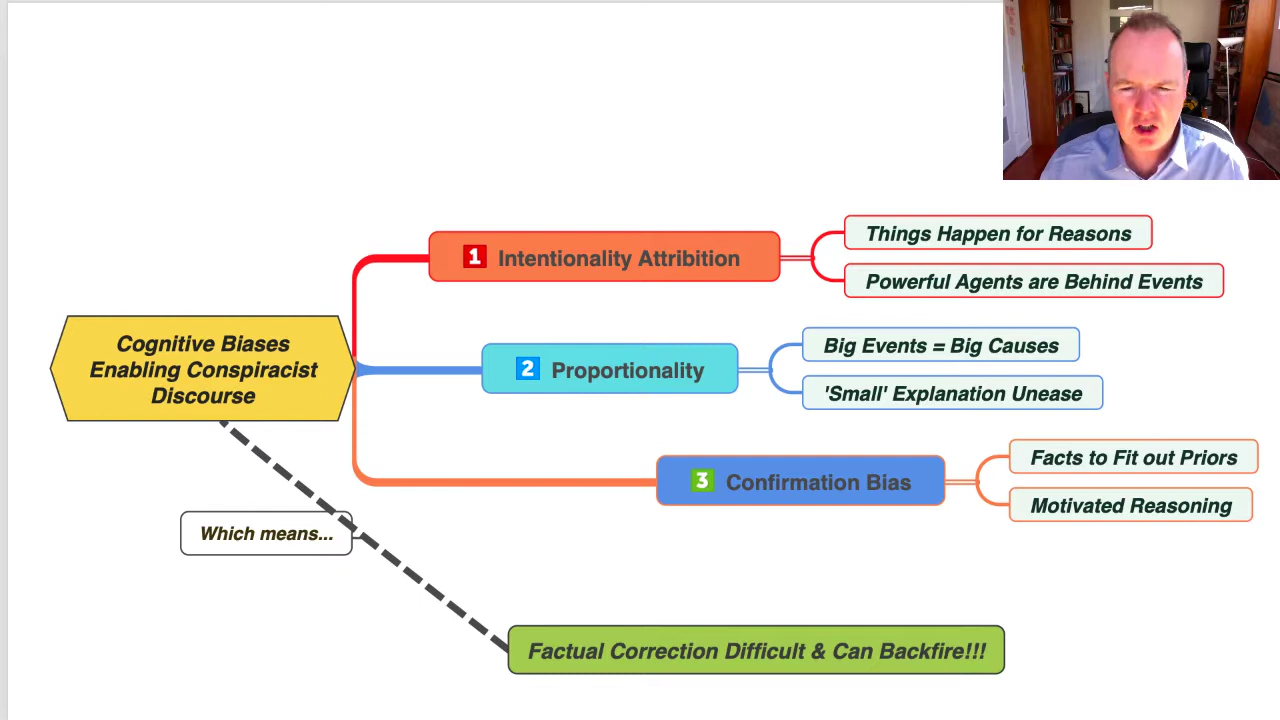 Cognitive Biases
Enabling Conspiracist
Discourse
1 Intentionality Attribition
Things Happen for Reasons
Powerful Agents are Behind Events
2 Proportionality
Big Events = Big Causes
'Small' Explanation Unease
3 Confirmation Bias
Facts to Fit out Priors
Motivated Reasoning
Which means...
Factual Correction Difficult & Can Backfire!!!